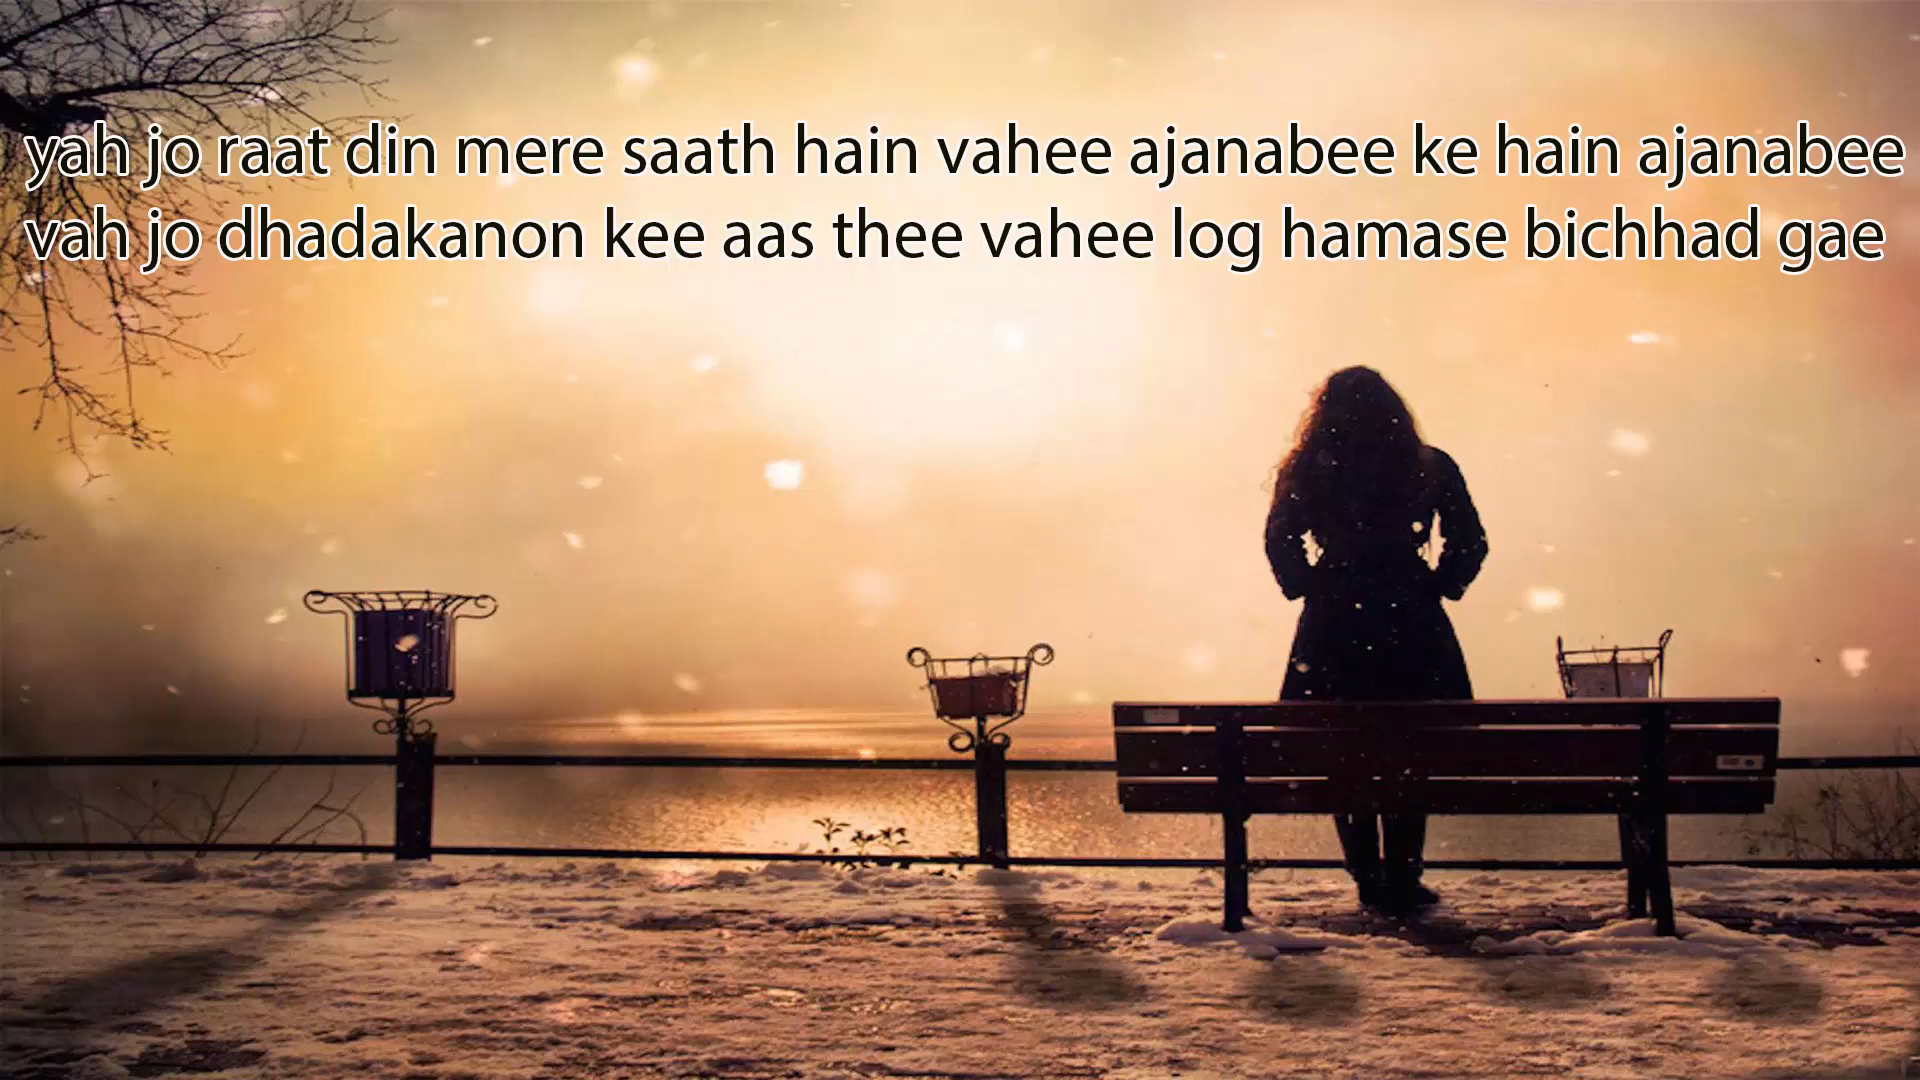 yah jo raat din mere saath hain vahee ajanabee ke hain ajanabee
vah jo dhadakanon kee aas thee vahee log hamase bichhad gae